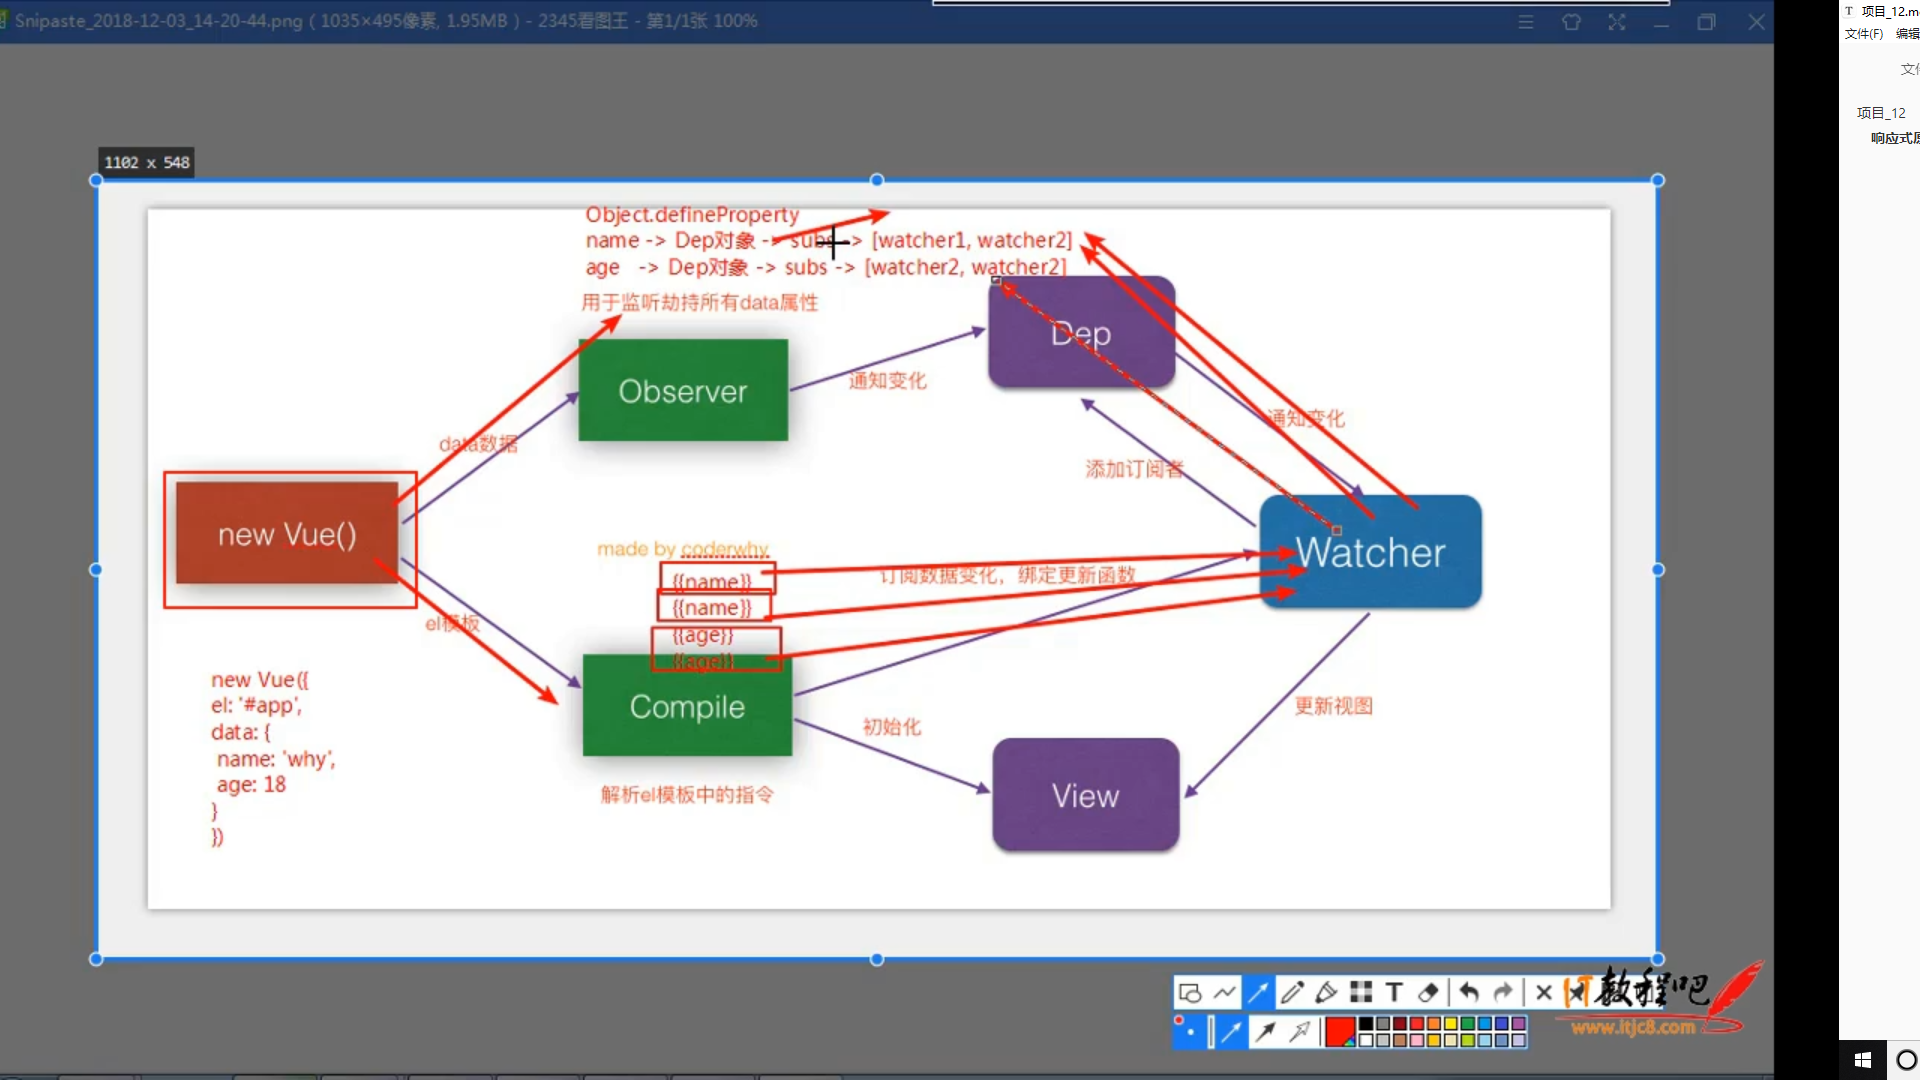 Snipaste_2018-12-03_14-20-44.png ( 1035×495像素, 1.95MB ) - 2345看图王 - 第1/1张 100%
项目_12.m
文件(F) 编辑
项目_12
1102 x 548
Object.defineProperty
name -> Dep对象 -> subs -> [watcher1, watcher2]
age -> Dep对象 -> subs -> [watcher2, watcher2]
用于监听劫持所有data属性
Dep
Observer
通知变化
通知变化
data数据
添加订阅者
new Vue()
made by coderwhy
Watcher
{{name}}
订阅数据变化，绑定更新函数
{{name}}
el模板
{{age}}
{{age}}
Compile
new Vue({
el: '#app',
data: {
name: 'why',
age: 18
}
})
初始化
更新视图
解析el模板中的指令
View
IT教程吧
www.itjc8.com